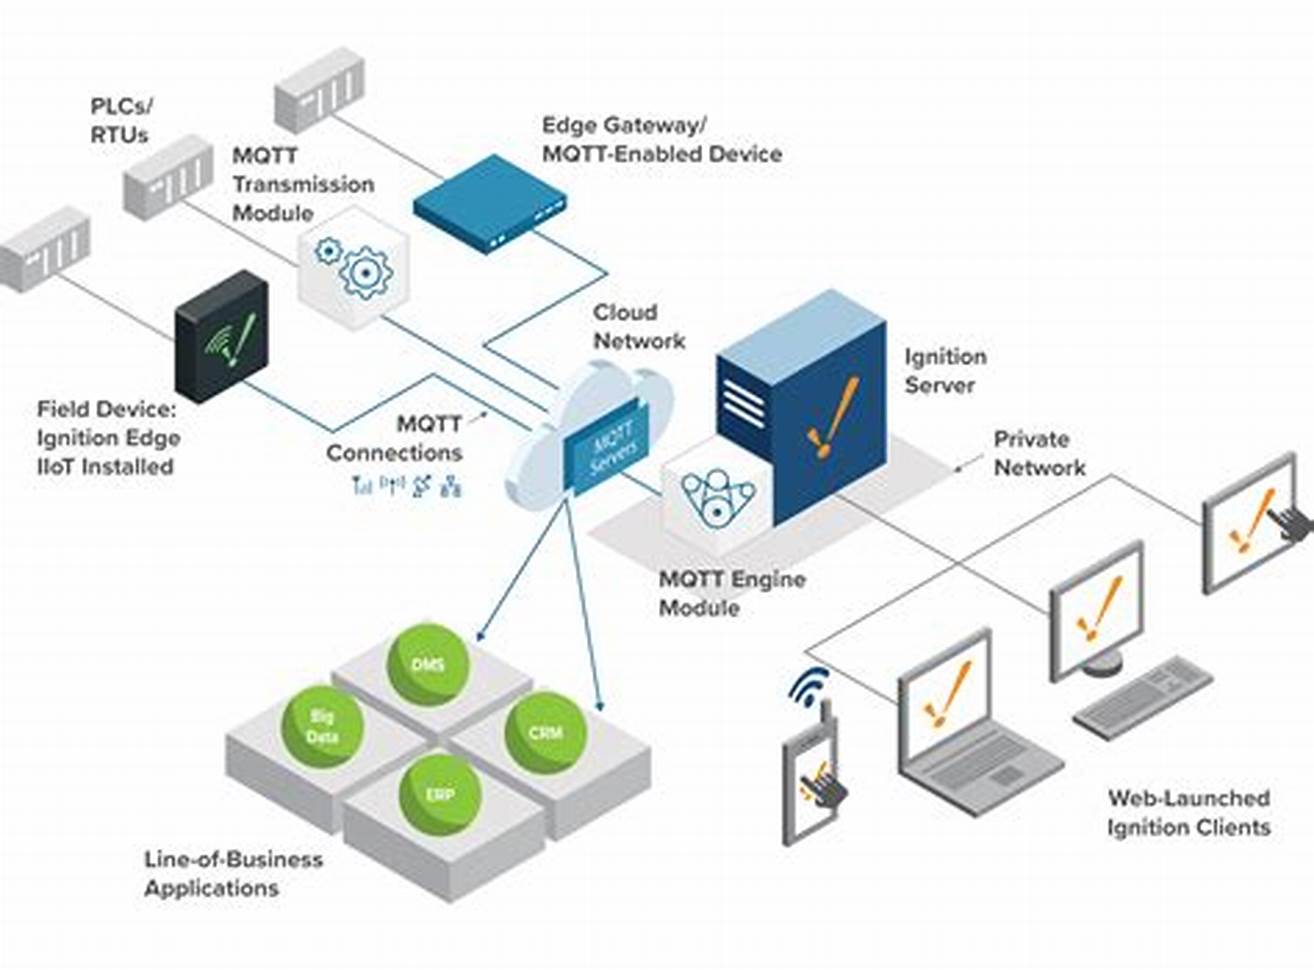 PLCs/
RTUs
MQTT
Transmission
Module
Edge Gateway/
MQTT-Enabled Device
Cloud
Network
Ignition
Server
Field Device:
Ignition Edge
IIoT Installed
MQTT
Connections
MQTT
Servers
Private
Network
MQTT Engine
Module
DMS
Big
Data
CRM
ERP
Line-of-Business
Applications
Web-Launched
Ignition Clients